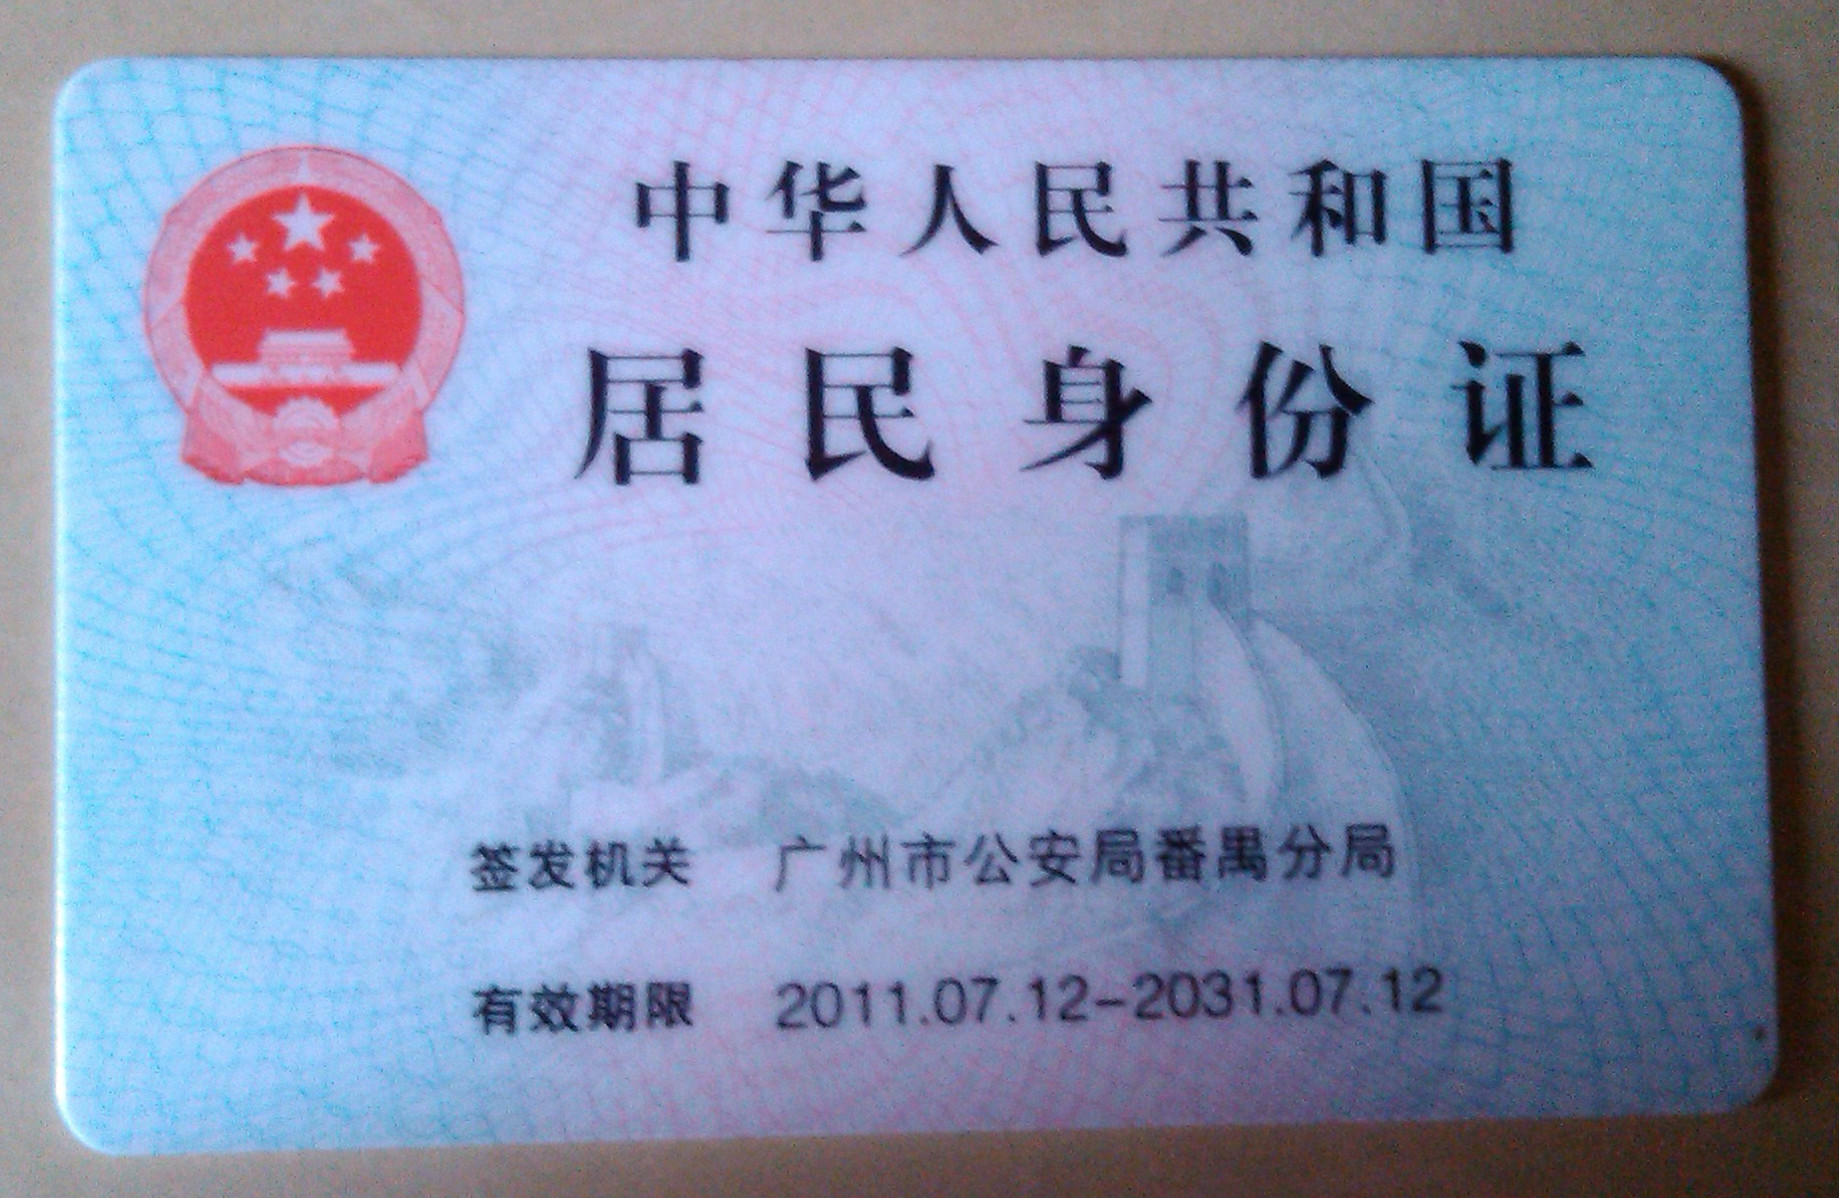 中华人民共和国
居民身份证
签发机关 广州市公安局番禺分局
有效期限 2011.07.12-2031.07.12